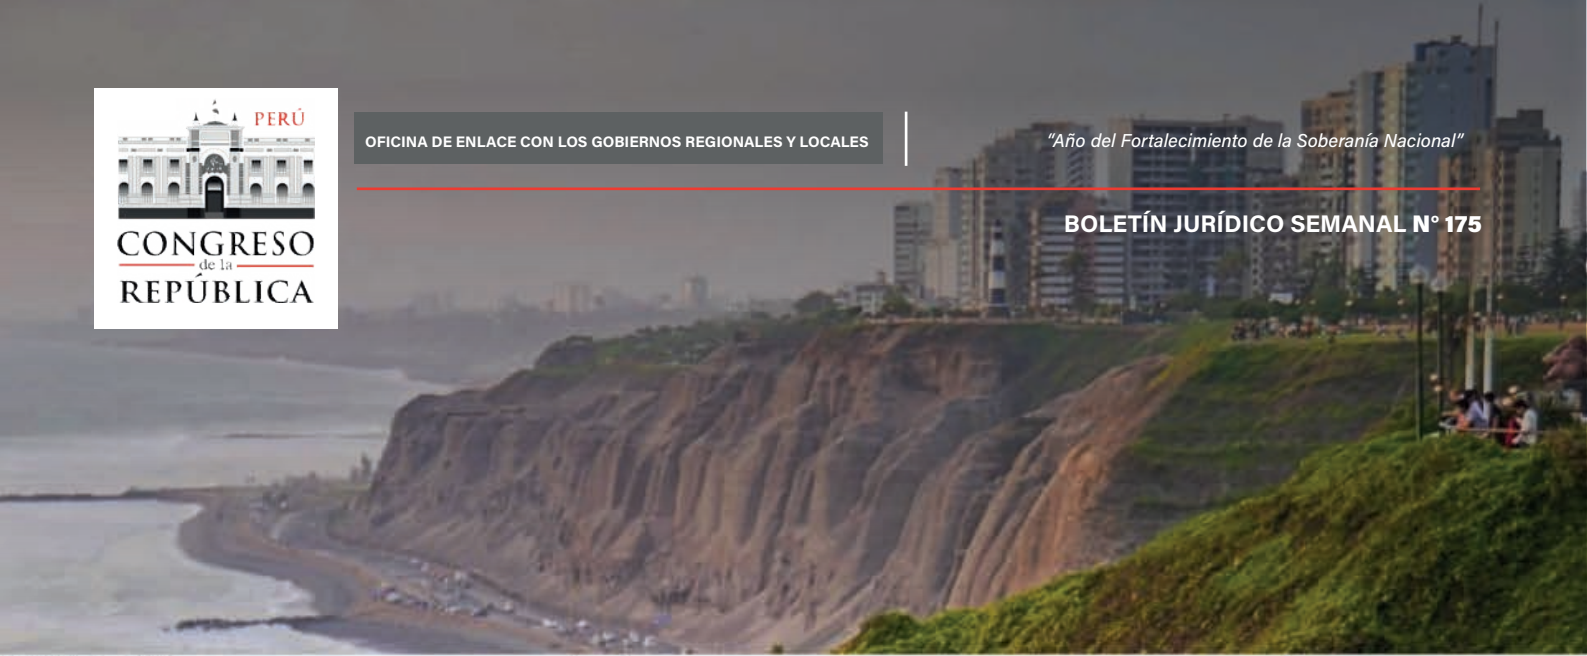 PERÚ
CONGRESO
de la
REPÚBLICA
OFICINA DE ENLACE CON LOS GOBIERNOS REGIONALES Y LOCALES
“Año del Fortalecimiento de la Soberanía Nacional”
BOLETÍN JURÍDICO SEMANAL N° 175